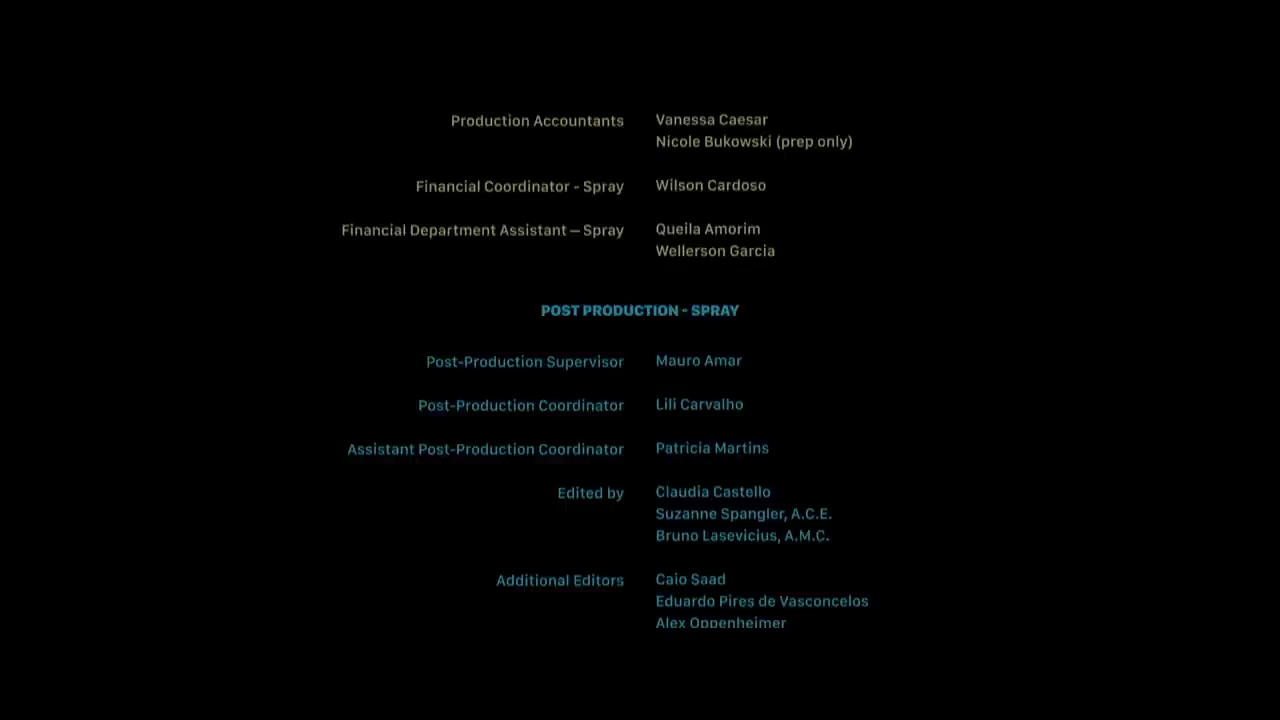 Production Accountants Vanessa Caesar
Nicole Bukowski (prep only)
Financial Coordinator - Spray Wilson Cardoso
Financial Department Assistant – Spray Queila Amorim
Wellerson Garcia
POST PRODUCTION - SPRAY
Post-Production Supervisor Mauro Amar
Post-Production Coordinator Lili Carvalho
Assistant Post-Production Coordinator Patricia Martins
Edited by Claudia Castello
Suzanne Spangler, A.C.E.
Bruno Lasevicius, A.M.C.
Additional Editors Caio Saad
Eduardo Pires de Vasconcelos
Alex Oppenheimer